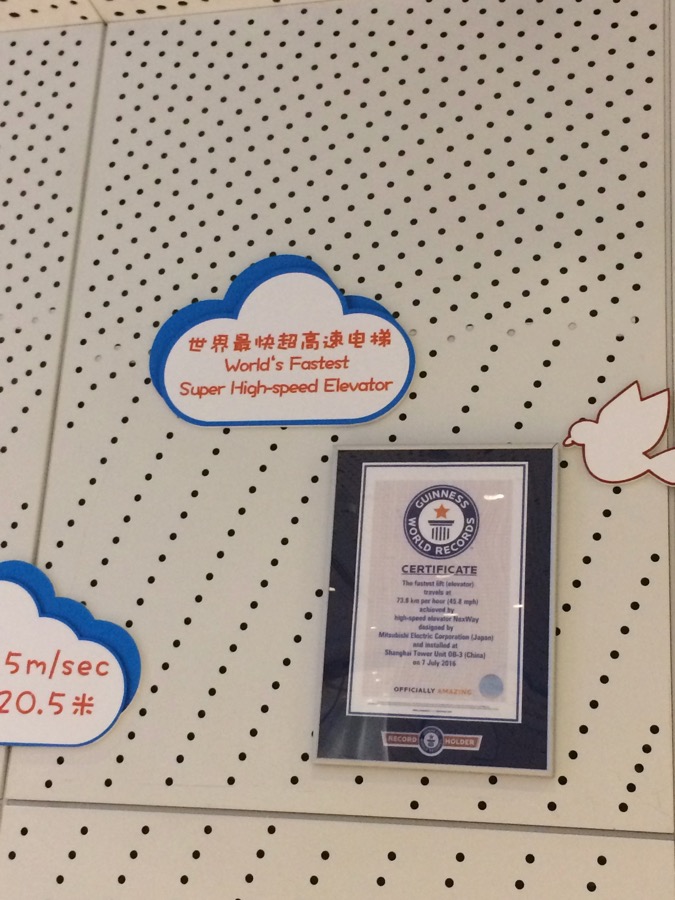 世界最快超高速电梯
World's Fastest
Super High-speed Elevator
5m/sec
20.5米
GUINNESS
WORLD RECORDS
CERTIFICATE
The fastest lift (elevator)
travels at
73.8 km per hour (45.8 mph)
achieved by
high-speed elevator NexWay
designed by
Mitsubishi Electric Corporation (Japan)
and installed at
Shanghai Tower Unit OB-3 (China)
on 7 July 2016
OFFICIALLY AMAZING
RECORD HOLDER